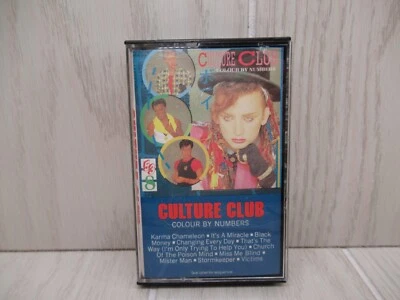 CULTURE CLUB
COLOUR BY NUMBERS
CULTURE CLUB
COLOUR BY NUMBERS
Karma Chameleon • It's A Miracle • Black
Money • Changing Every Day • That's The
Way (I'm Only Trying To Help You) • Church
Of The Poison Mind • Miss Me Blind •
Mister Man • Stormkeeper • Victims